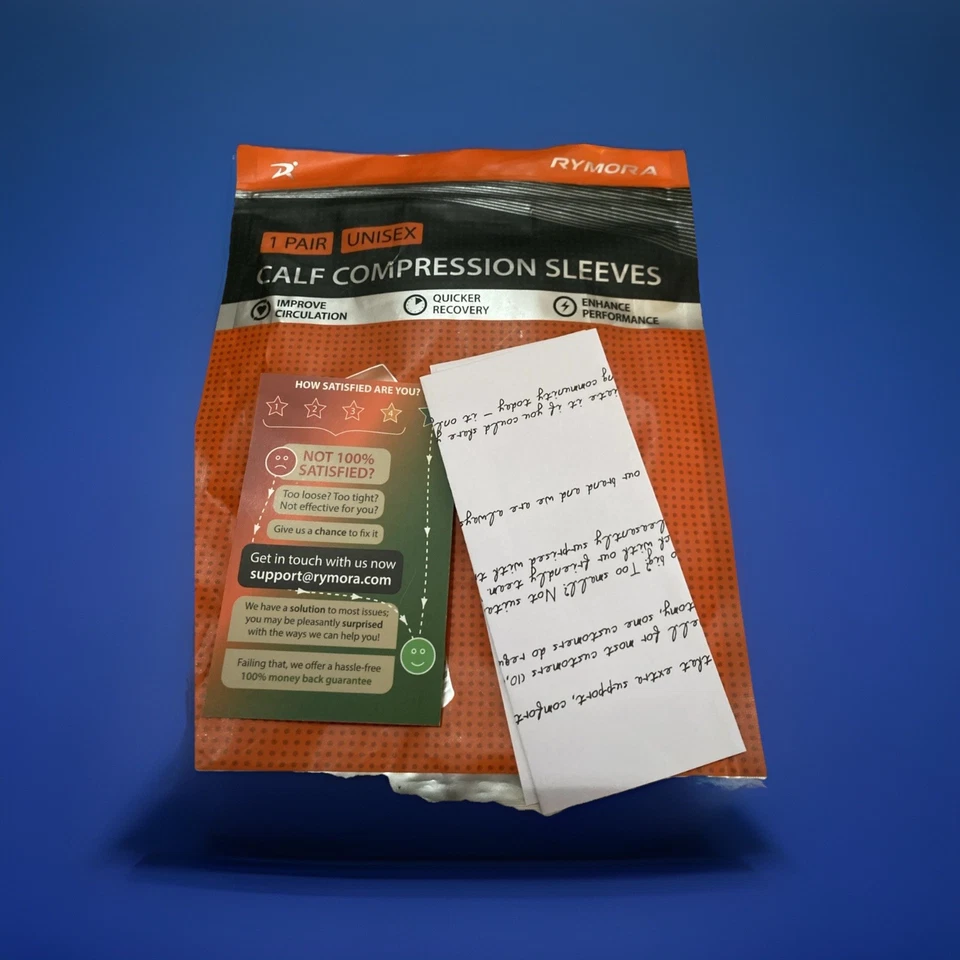 RYMORA
1 PAIR UNISEX
CALF COMPRESSION SLEEVES
IMPROVE
CIRCULATION
QUICKER
RECOVERY
ENHANCE
PERFORMANCE
HOW SATISFIED ARE YOU?
1 2 3 4
NOT 100%
SATISFIED?
Too loose? Too tight?
Not effective for you?
Give us a chance to fix it
Get in touch with us now
support@rymora.com
We have a solution to most issues;
you may be pleasantly surprised
with the ways we can help you!
Failing that, we offer a hassle-free
100% money back guarantee
that extra support, comfort
for most customers (10,
some customers do
big? Too small? Not
with our friendly team
pleasantly surprised with
our brand and we are always
it if you could share
community today – it only